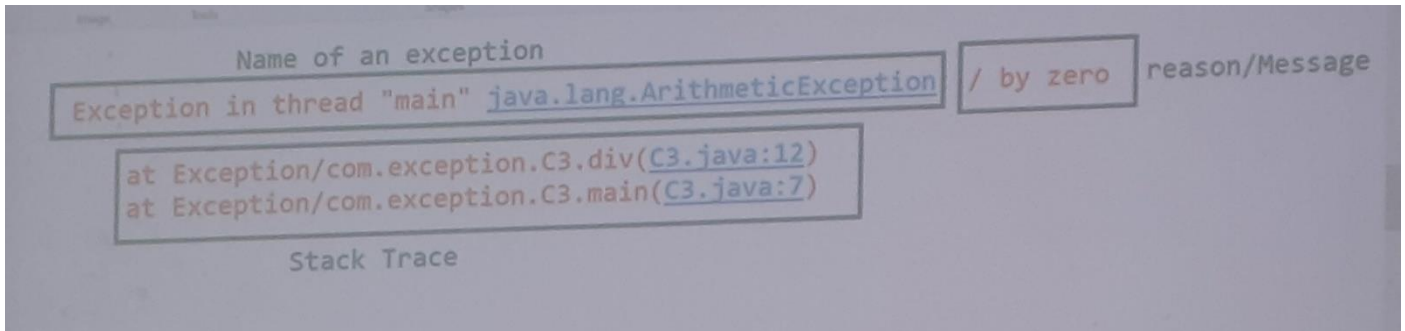 Name of an exception
Exception in thread "main" java.lang.ArithmeticException / by zero reason/Message
at Exception/com.exception.C3.div(C3.java:12)
at Exception/com.exception.C3.main(C3.java:7)
Stack Trace